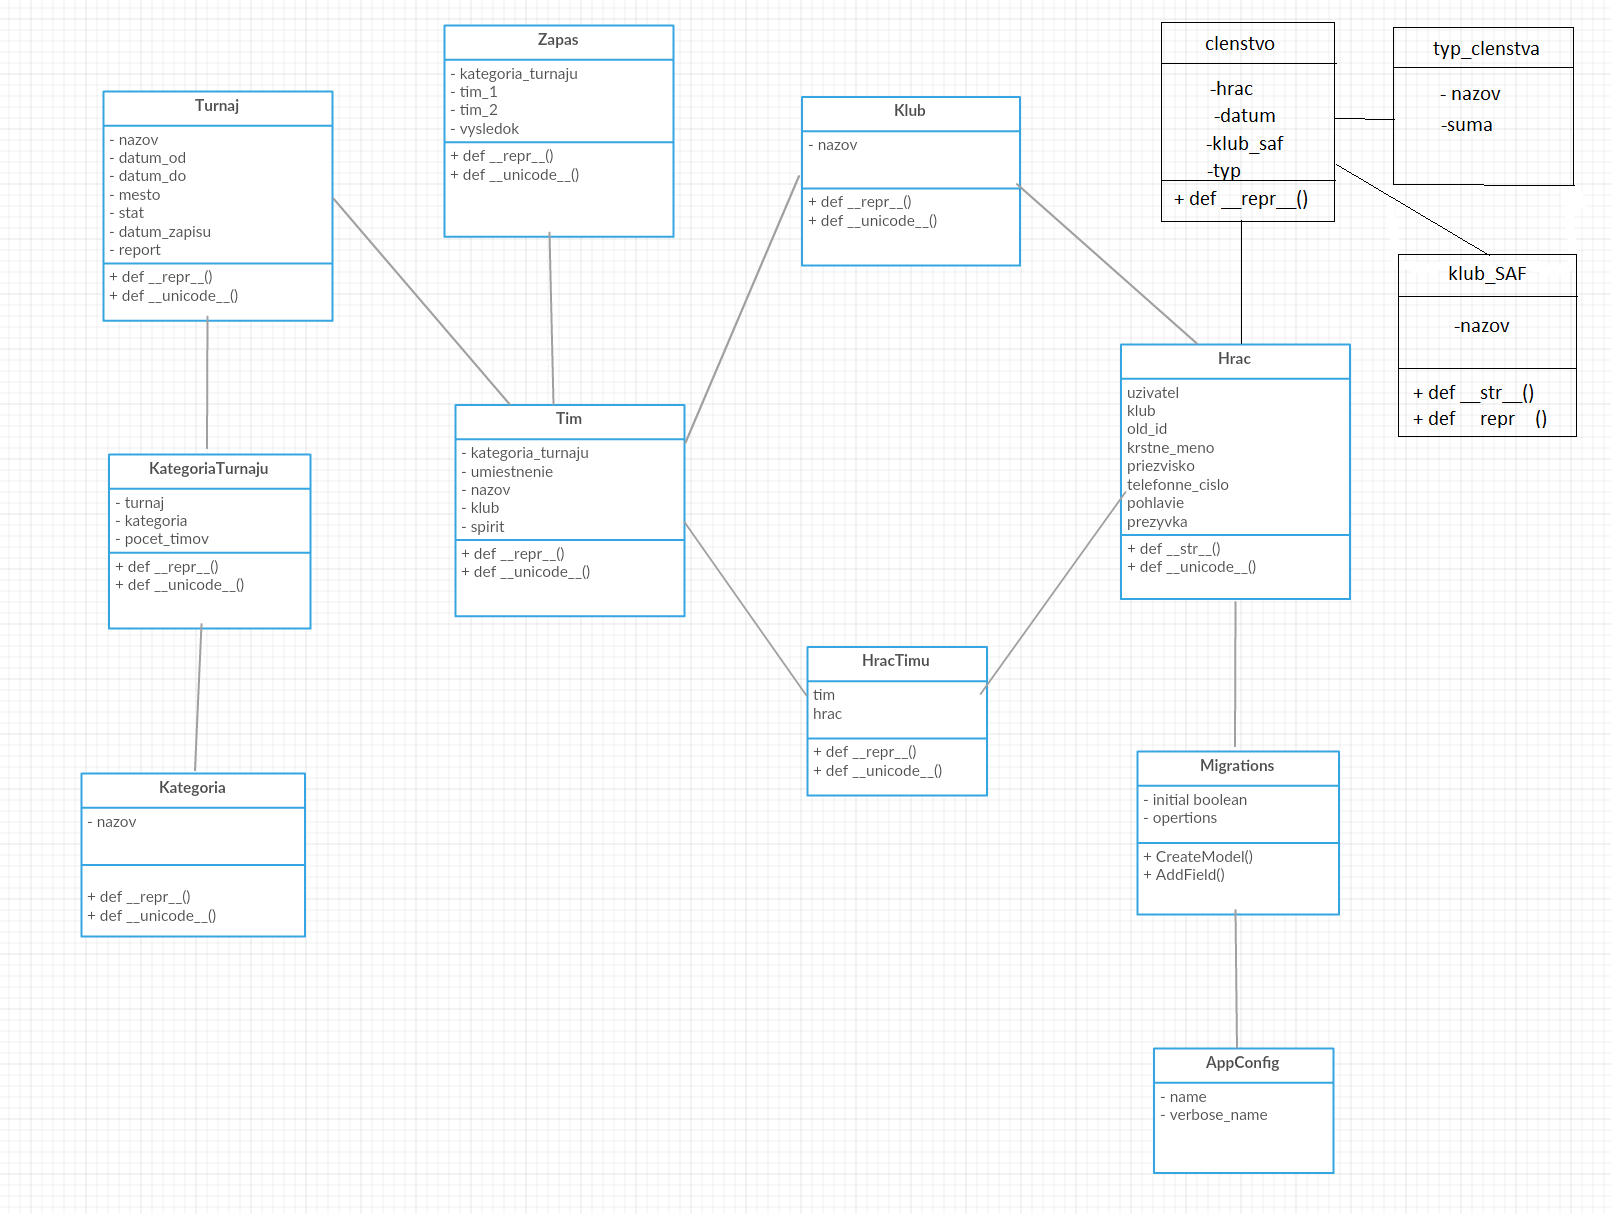 Turnaj
- nazov
- datum_od
- datum_do
- mesto
- stat
- datum_zapisu
- report
+ def __repr__()
+ def __unicode__()
Zapas
- kategoria_turnaju
- tim_1
- tim_2
- vysledok
+ def __repr__()
+ def __unicode__()
Klub
- nazov
+ def __repr__()
+ def __unicode__()
clenstvo
-hrac
-datum
-klub_saf
-typ
+ def __repr__()
typ_clenstva
- nazov
-suma
klub_SAF
-nazov
+ def __str__()
+ def __repr__()
Hrac
uzivatel
klub
old_id
krstne_meno
priezvisko
telefonne_cislo
pohlavie
prezyvka
+ def __str__()
+ def __unicode__()
Tim
- kategoria_turnaju
- umiestnenie
- nazov
- klub
- spirit
+ def __repr__()
+ def __unicode__()
KategoriaTurnaju
- turnaj
- kategoria
- pocet_timov
+ def __repr__()
+ def __unicode__()
HracTimu
tim
hrac
+ def __repr__()
+ def __unicode__()
Kategoria
- nazov
+ def __repr__()
+ def __unicode__()
Migrations
- initial boolean
- opertions
+ CreateModel()
+ AddField()
AppConfig
- name
- verbose_name